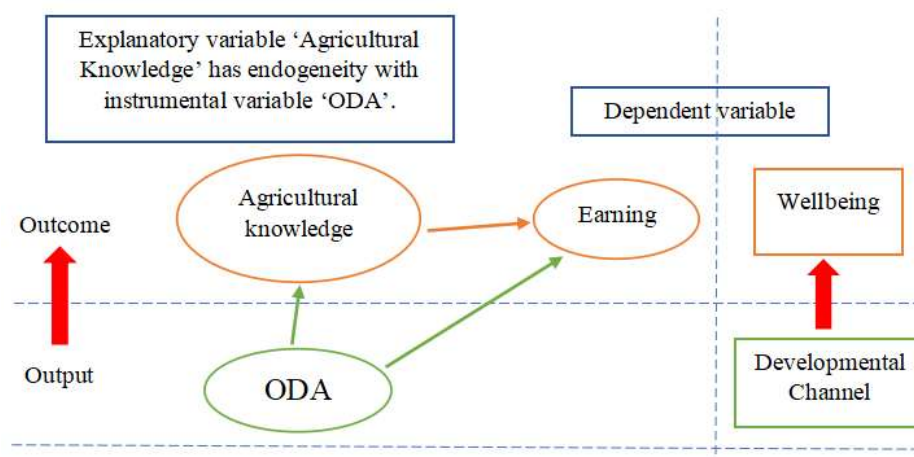 Explanatory variable ‘Agricultural
Knowledge’ has endogeneity with
instrumental variable ‘ODA’.
Dependent variable
Agricultural
knowledge
Earning
Wellbeing
Outcome
Output
ODA
Developmental
Channel